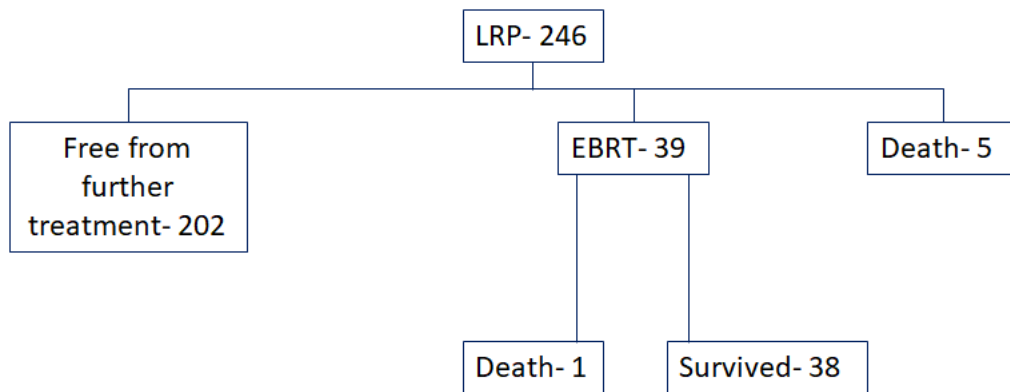 LRP- 246
Free from
further
treatment- 202
EBRT- 39
Death- 5
Death- 1
Survived- 38